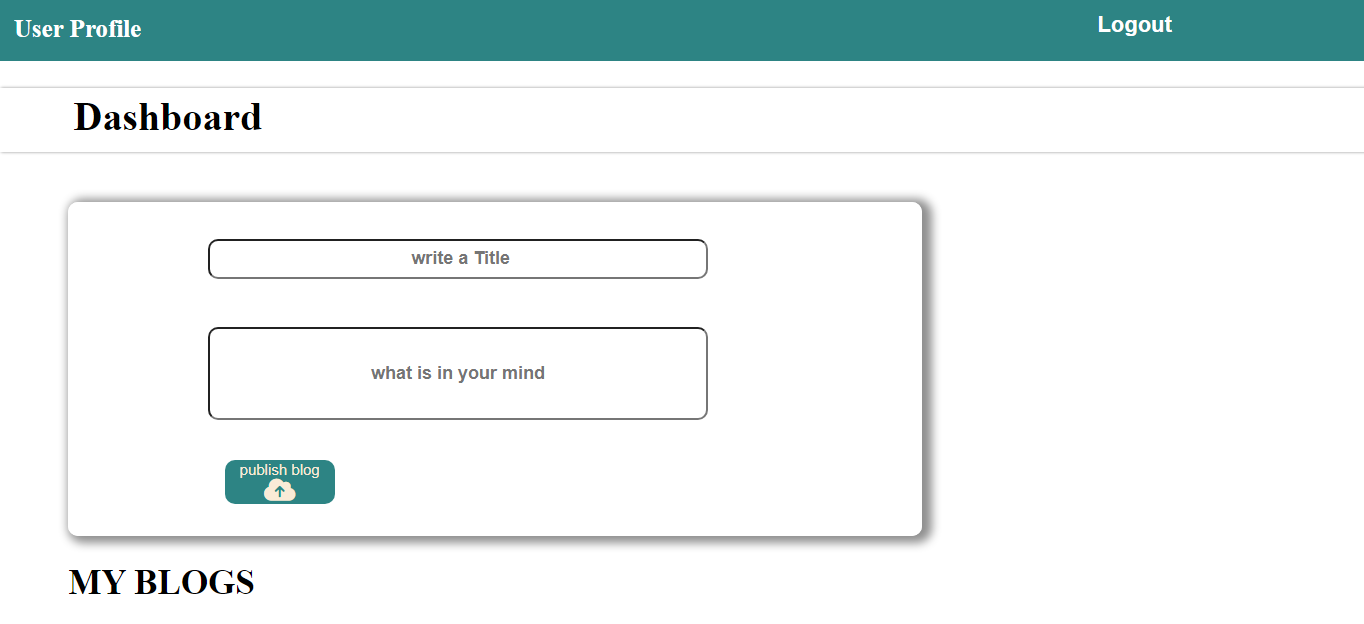 User Profile
Logout
Dashboard
write a Title
what is in your mind
publish blog
MY BLOGS